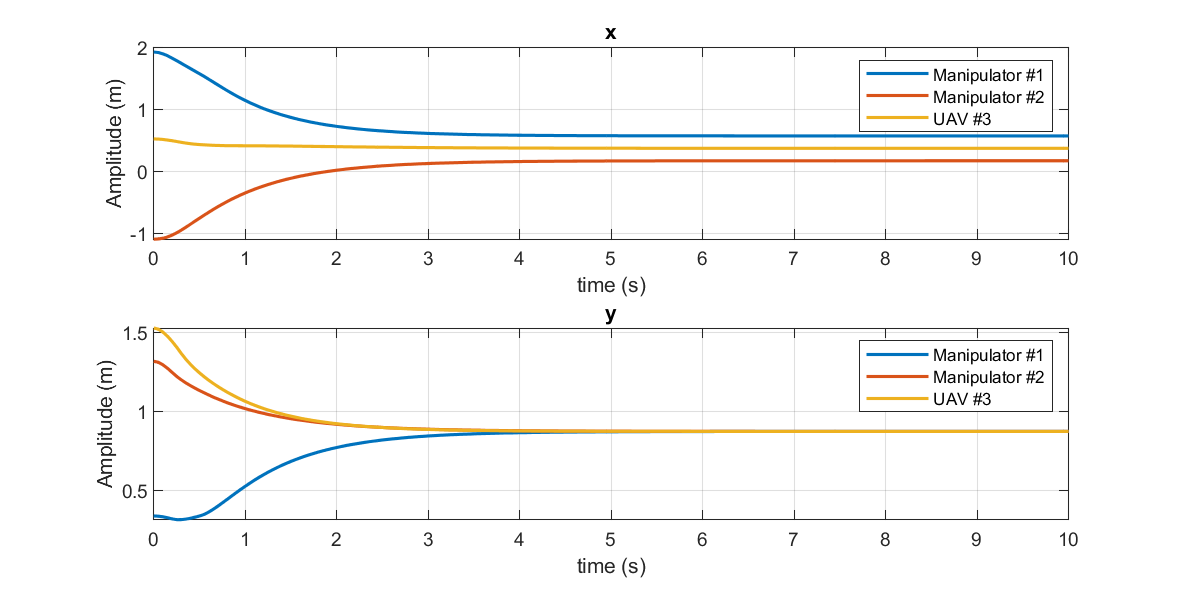 x
Amplitude (m)
2
1
0
-1
Manipulator #1
Manipulator #2
UAV #3
0 1 2 3 4 5 6 7 8 9 10
time (s)
y
Amplitude (m)
1.5
1
0.5
Manipulator #1
Manipulator #2
UAV #3
0 1 2 3 4 5 6 7 8 9 10
time (s)